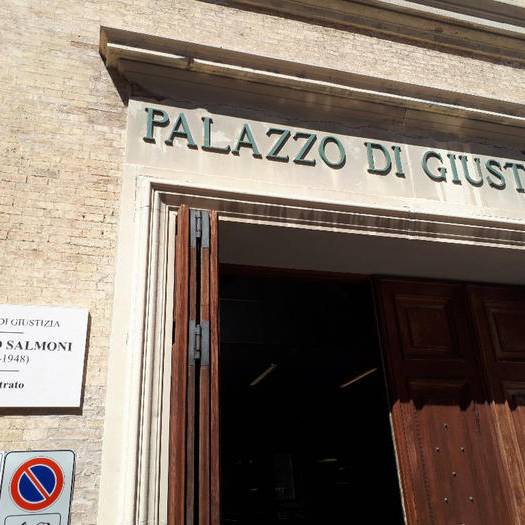 PALAZZO DI GIUST
DI GIUSTIZIA
SALMONI
-1948)
trato